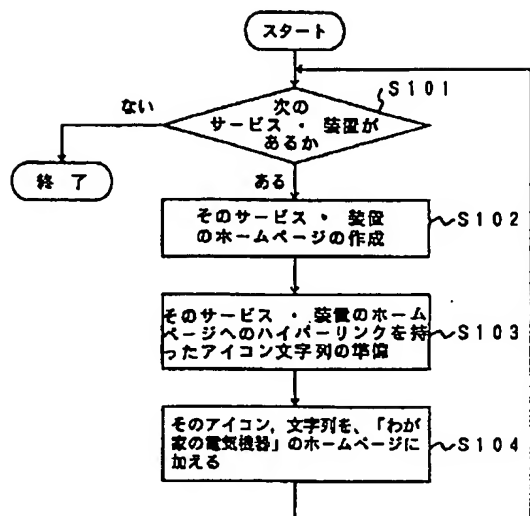 スタート
S101
次の
サービス・装置が
あるか
ない
終了
ある
そのサービス・装置
のホームページの作成
S102
そのサービス・装置のホーム
ページへのハイパーリンクを持
ったアイコン文字列の準備
S103
そのアイコン,文字列を、「わが
家の電気機器」のホームページに
加える
S104